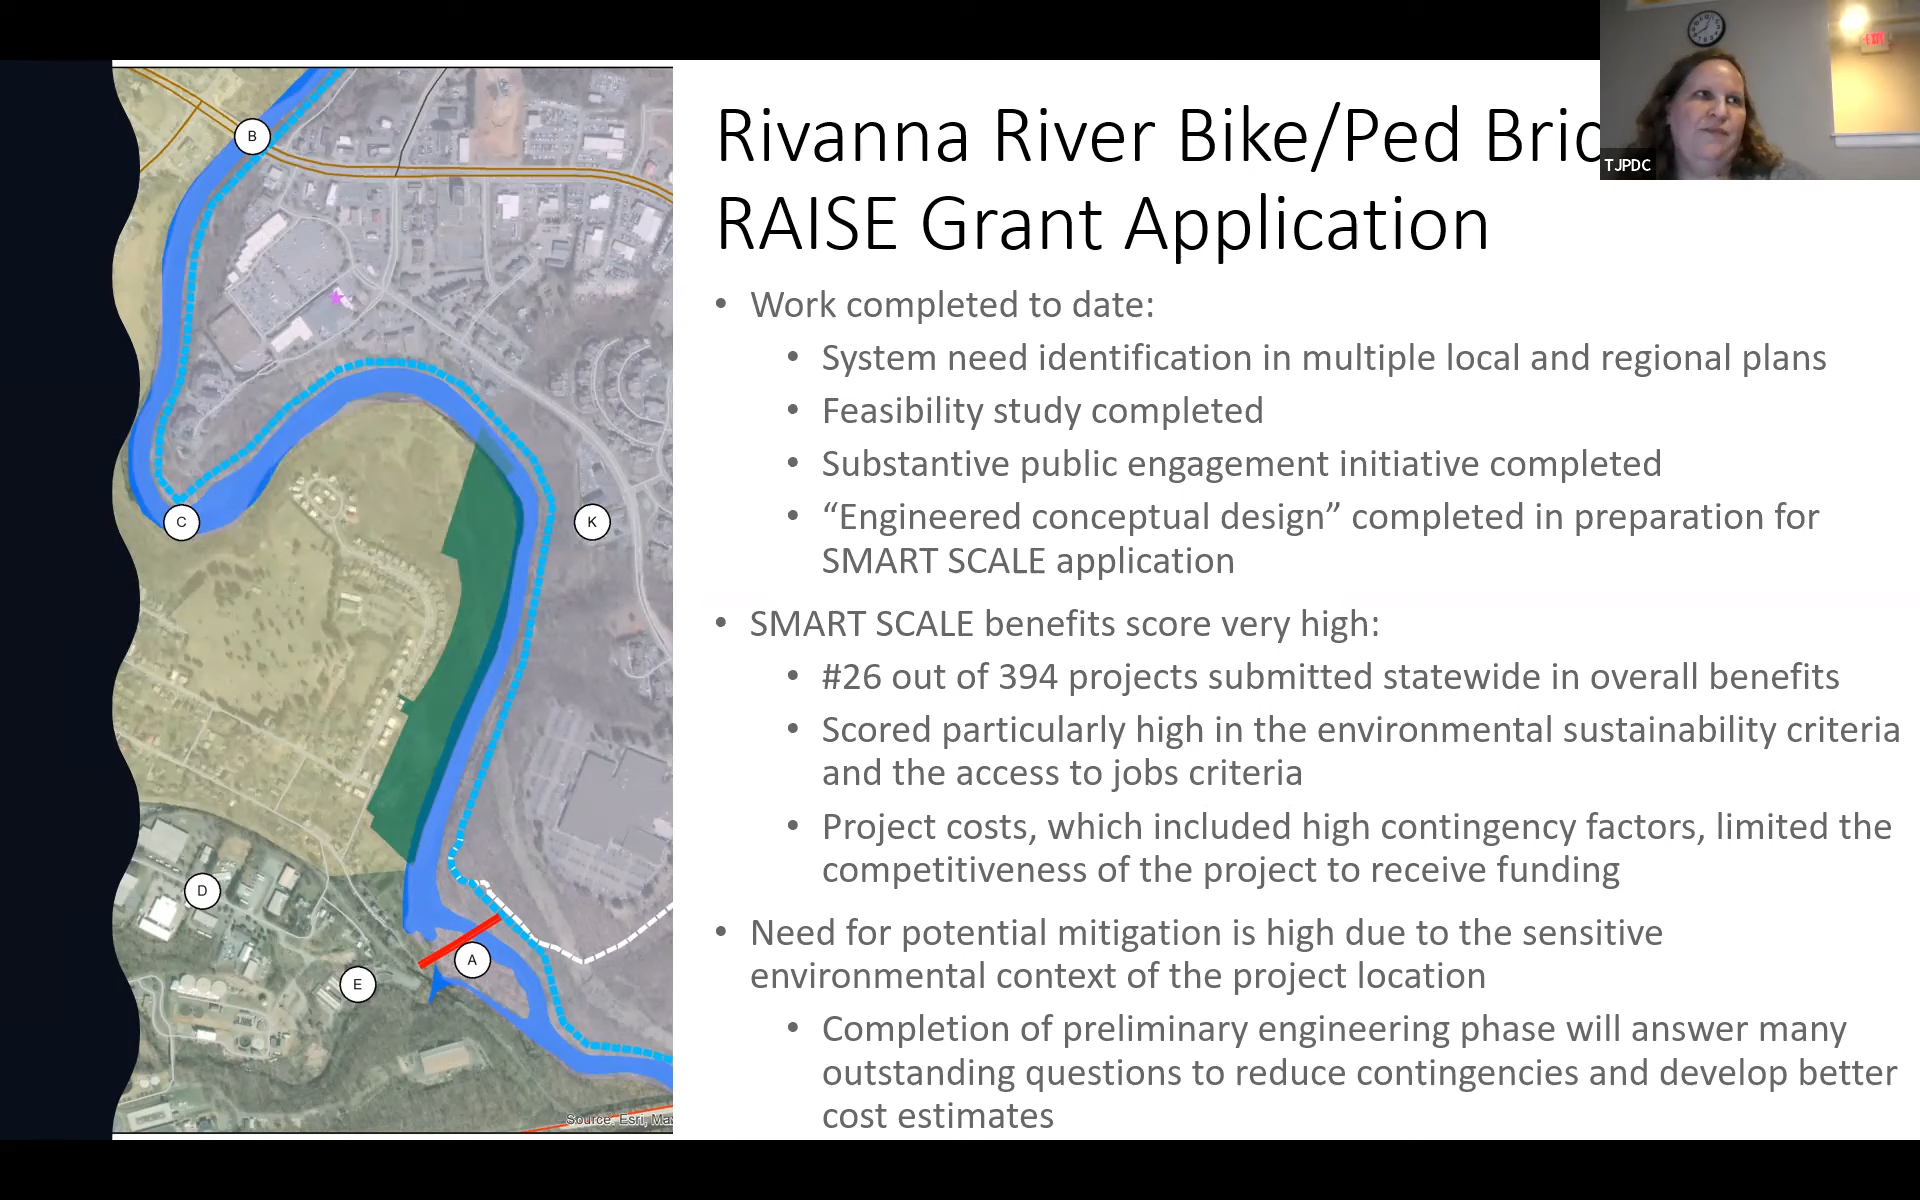 Rivanna River Bike/Ped Brid
RAISE Grant Application
TJPDC
EXIT
• Work completed to date:
• System need identification in multiple local and regional plans
• Feasibility study completed
• Substantive public engagement initiative completed
• “Engineered conceptual design” completed in preparation for
SMART SCALE application
• SMART SCALE benefits score very high:
• #26 out of 394 projects submitted statewide in overall benefits
• Scored particularly high in the environmental sustainability criteria
and the access to jobs criteria
• Project costs, which included high contingency factors, limited the
competitiveness of the project to receive funding
• Need for potential mitigation is high due to the sensitive
environmental context of the project location
• Completion of preliminary engineering phase will answer many
outstanding questions to reduce contingencies and develop better
cost estimates
B
C
K
D
A
E
Source: Esri, Ma